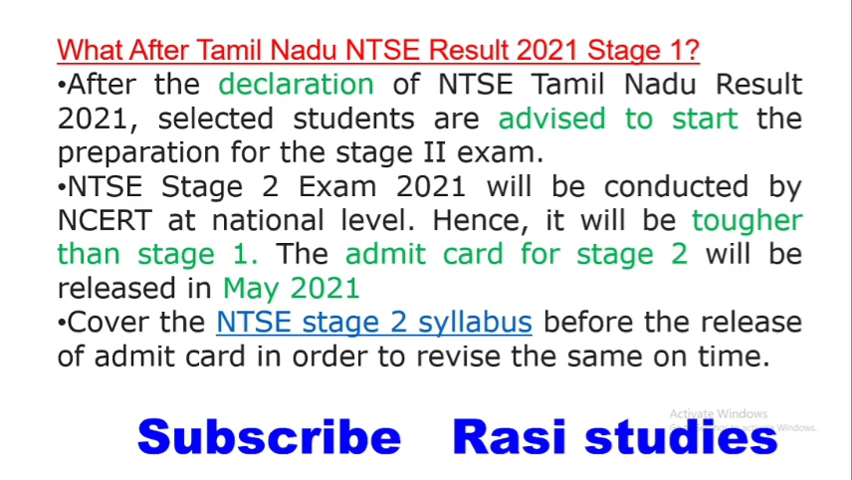 What After Tamil Nadu NTSE Result 2021 Stage 1?
•After the declaration of NTSE Tamil Nadu Result
2021, selected students are advised to start the
preparation for the stage II exam.
•NTSE Stage 2 Exam 2021 will be conducted by
NCERT at national level. Hence, it will be tougher
than stage 1. The admit card for stage 2 will be
released in May 2021
•Cover the NTSE stage 2 syllabus before the release
of admit card in order to revise the same on time.
Activate Windows
Subscribe Rasi studies